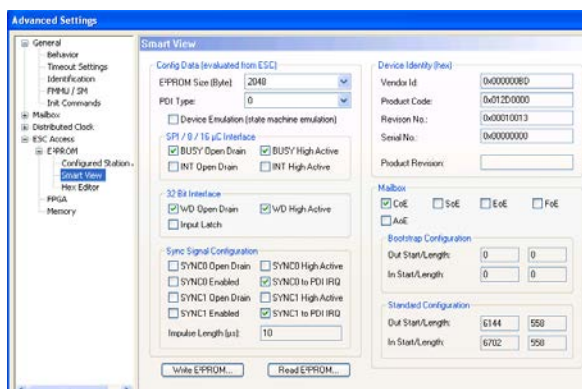 Advanced Settings
General
Behavior
Timeout Settings
Identification
FMMU / SM
Init Commands
Mailbox
Distributed Clock
ESC Access
E²PROM
Configured Station
Smart View
Hex Editor
FPGA
Memory
Smart View
Config Data (evaluated from ESC)
E²PROM Size (Byte): 2048
PDI Type: 0
Device Emulation (state machine emulation)
SPI / 8 / 16 µC Interface
BUSY Open Drain BUSY High Active
INT Open Drain INT High Active
32 Bit Interface
WD Open Drain WD High Active
Input Latch
Sync Signal Configuration
SYNC0 Open Drain SYNC0 High Active
SYNC0 Enabled SYNC0 to PDI IRQ
SYNC1 Open Drain SYNC1 High Active
SYNC1 Enabled SYNC1 to PDI IRQ
Impulse Length (µs): 10
Write E²PROM... Read E²PROM...
Device Identity (hex)
Vendor Id: 0x000000BD
Product Code: 0x012D0000
Revison No.: 0x00010013
Serial No.: 0x00000000
Product Revision:
Mailbox
CoE SoE EoE FoE
AoE
Bootstrap Configuration
Out Start/Length: 0 0
In Start/Length: 0 0
Standard Configuration
Out Start/Length: 6144 558
In Start/Length: 6702 558